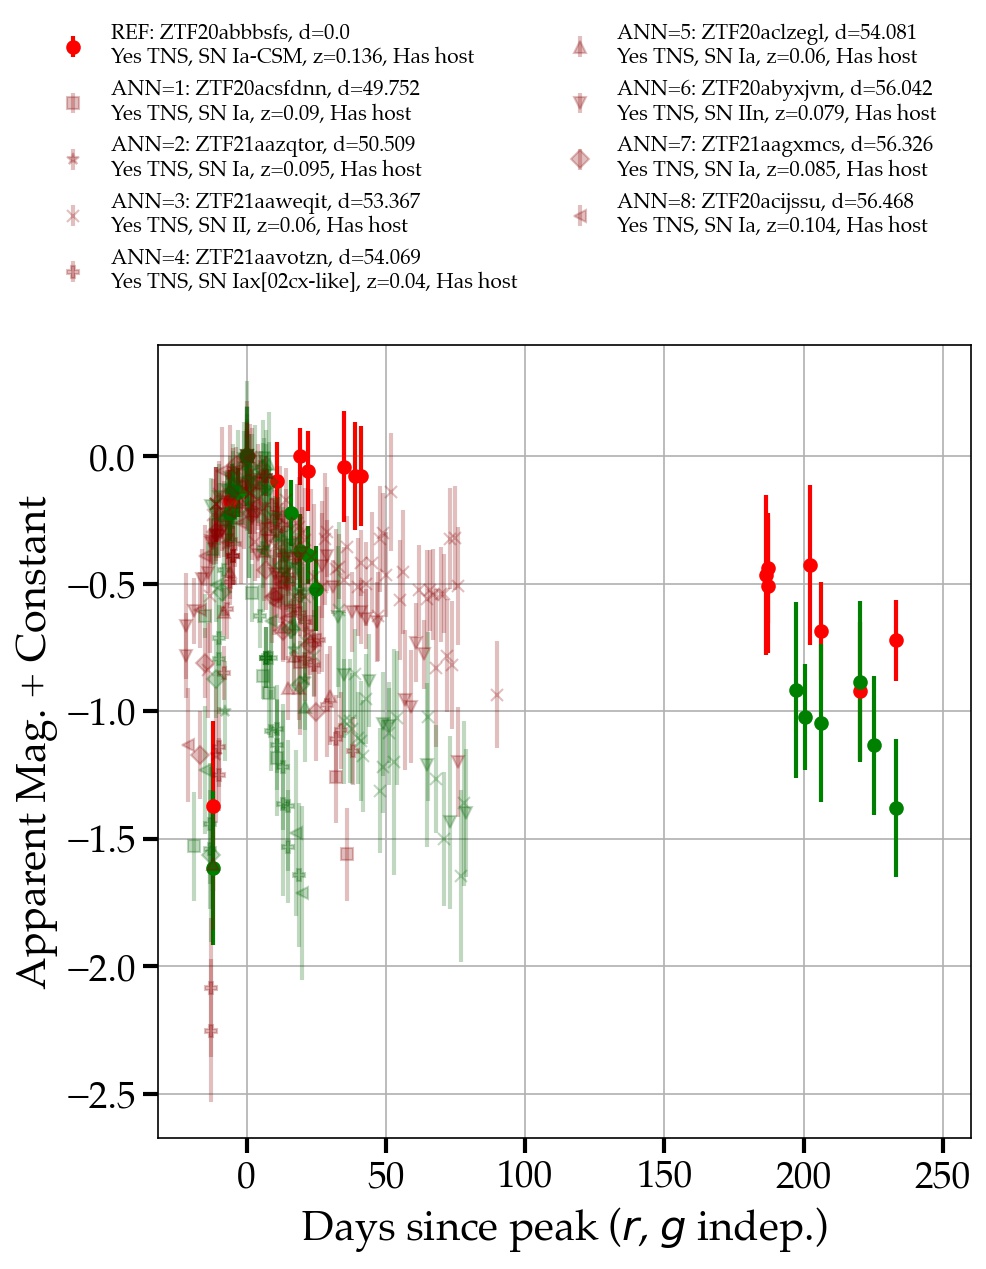 REF: ZTF20abbbsfs, d=0.0
Yes TNS, SN Ia-CSM, z=0.136, Has host
ANN=1: ZTF20acsfdnn, d=49.752
Yes TNS, SN Ia, z=0.09, Has host
ANN=2: ZTF21aazqtor, d=50.509
Yes TNS, SN Ia, z=0.095, Has host
ANN=3: ZTF21aaweqit, d=53.367
Yes TNS, SN II, z=0.06, Has host
ANN=4: ZTF21aavotzn, d=54.069
Yes TNS, SN Iax[02cx-like], z=0.04, Has host
ANN=5: ZTF20aclzegl, d=54.081
Yes TNS, SN Ia, z=0.06, Has host
ANN=6: ZTF20abyxjvm, d=56.042
Yes TNS, SN IIn, z=0.079, Has host
ANN=7: ZTF21aagxmcs, d=56.326
Yes TNS, SN Ia, z=0.085, Has host
ANN=8: ZTF20acijssu, d=56.468
Yes TNS, SN Ia, z=0.104, Has host
Apparent Mag. + Constant
0.0
−0.5
−1.0
−1.5
−2.0
−2.5
0 50 100 150 200 250
Days since peak (r, g indep.)